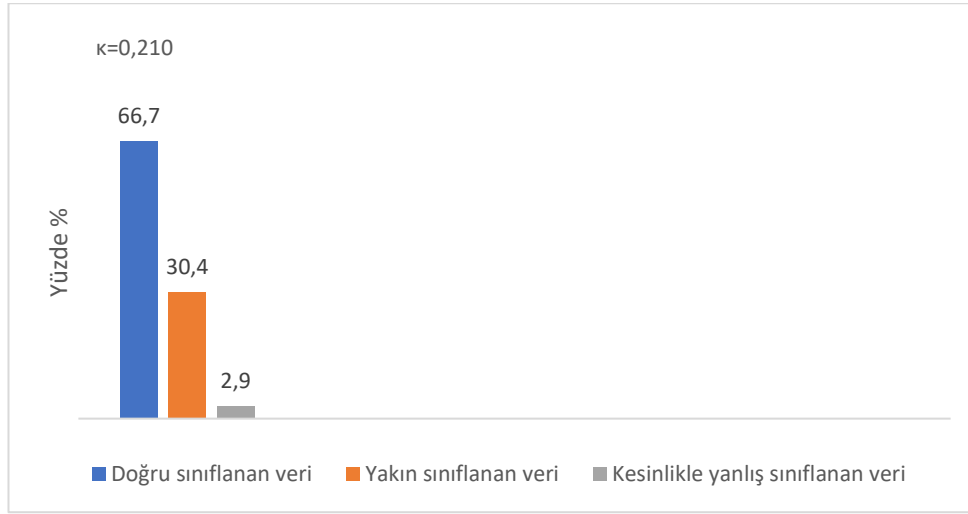 κ=0,210
66,7
30,4
2,9
Yüzde %
Doğru sınıflanan veri Yakın sınıflanan veri Kesinlikle yanlış sınıflanan veri